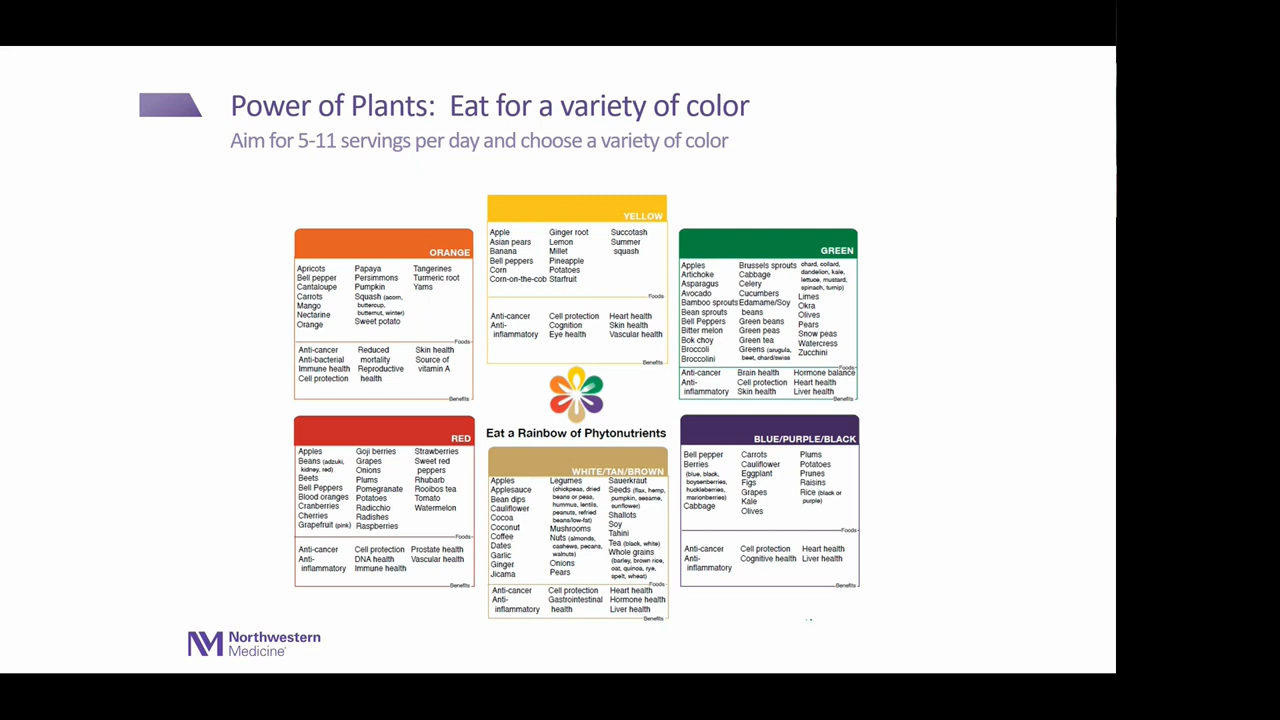 Power of Plants: Eat for a variety of color
Aim for 5-11 servings per day and choose a variety of color
ORANGE
Apricots
Bell pepper
Cantaloupe
Carrots
Mango
Nectarine
Orange
Papaya
Persimmons
Pumpkin
Squash (acorn,
buttercup,
butternut, winter)
Sweet potato
Tangerines
Turmeric root
Yams
Foods
Anti-cancer
Anti-bacterial
Immune health
Cell protection
Reduced
mortality
Reproductive
health
Skin health
Source of
vitamin A
Benefits
YELLOW
Apple
Asian pears
Banana
Bell peppers
Corn
Corn-on-the-cob
Ginger root
Lemon
Millet
Pineapple
Potatoes
Starfruit
Succotash
Summer
squash
Foods
Anti-cancer
Anti-
inflammatory
Cell protection
Cognition
Eye health
Heart health
Skin health
Vascular health
Benefits
GREEN
Apples
Artichoke
Asparagus
Avocado
Bamboo sprouts
Bean sprouts
Bell Peppers
Bitter melon
Bok choy
Broccoli
Broccolini
Brussels sprouts
Cabbage
Celery
Cucumbers
Edamame/Soy
beans
Green beans
Green peas
Green tea
Greens (arugula,
beet, chard/swiss
chard, collard,
dandelion, kale,
lettuce, mustard,
spinach, turnip)
Limes
Okra
Olives
Pears
Snow peas
Watercress
Zucchini
Foods
Anti-cancer
Anti-
inflammatory
Brain health
Cell protection
Skin health
Hormone balance
Heart health
Liver health
Benefits
Eat a Rainbow of Phytonutrients
RED
Apples
Beans (adzuki,
kidney, red)
Beets
Bell Peppers
Blood oranges
Cranberries
Cherries
Grapefruit (pink)
Goji berries
Grapes
Onions
Plums
Pomegranate
Potatoes
Radicchio
Radishes
Raspberries
Strawberries
Sweet red
peppers
Rhubarb
Rooibos tea
Tomato
Watermelon
Foods
Anti-cancer
Anti-
inflammatory
Cell protection
DNA health
Immune health
Prostate health
Vascular health
Benefits
WHITE/TAN/BROWN
Apples
Applesauce
Bean dips
Cauliflower
Cocoa
Coconut
Coffee
Dates
Garlic
Ginger
Jicama
Legumes
(chickpeas, dried
beans or peas,
hummus, lentils,
peanuts, refried
beans/low-fat)
Mushrooms
Nuts (almonds,
cashews, pecans,
walnuts)
Onions
Pears
Sauerkraut
Seeds (flax, hemp,
pumpkin, sesame,
sunflower)
Shallots
Soy
Tahini
Tea (black, white)
Whole grains
(barley, brown rice,
oat, quinoa, rye,
spelt, wheat)
Foods
Anti-cancer
Anti-
inflammatory
Cell protection
Gastrointestinal
health
Heart health
Hormone health
Liver health
Benefits
BLUE/PURPLE/BLACK
Bell pepper
Berries
(blue, black,
boysenberries,
huckleberries,
marionberries)
Cabbage
Carrots
Cauliflower
Eggplant
Figs
Grapes
Kale
Olives
Plums
Potatoes
Prunes
Raisins
Rice (black or
purple)
Foods
Anti-cancer
Anti-
inflammatory
Cell protection
Cognitive health
Heart health
Liver health
Benefits
Northwestern
Medicine